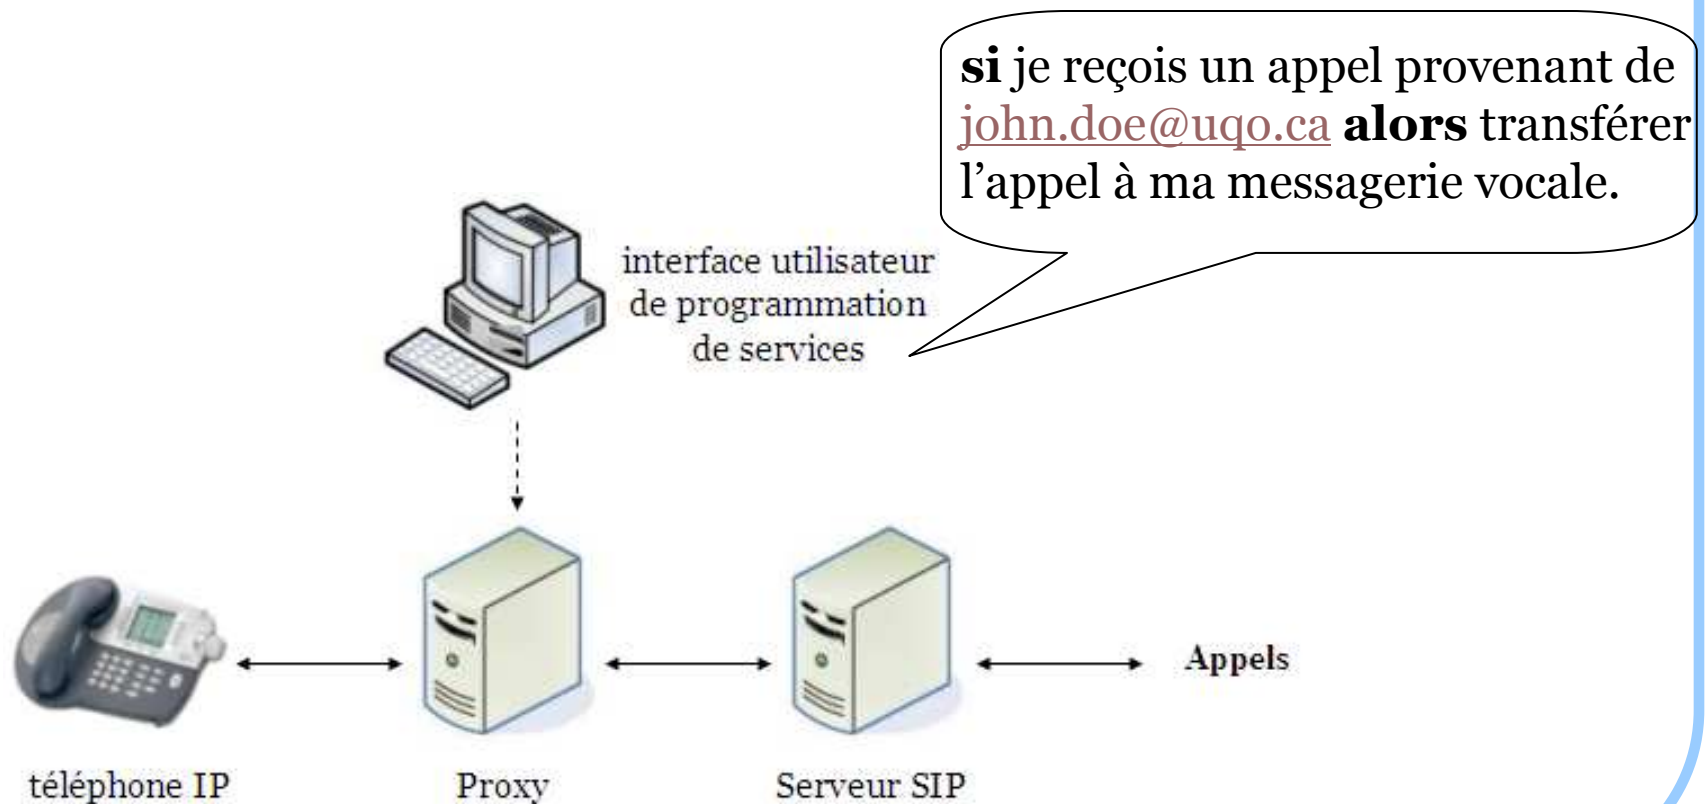 si je reçois un appel provenant de
john.doe@uqo.ca alors transférer
l’appel à ma messagerie vocale.
interface utilisateur
de programmation
de services
Appels
téléphone IP
Proxy
Serveur SIP